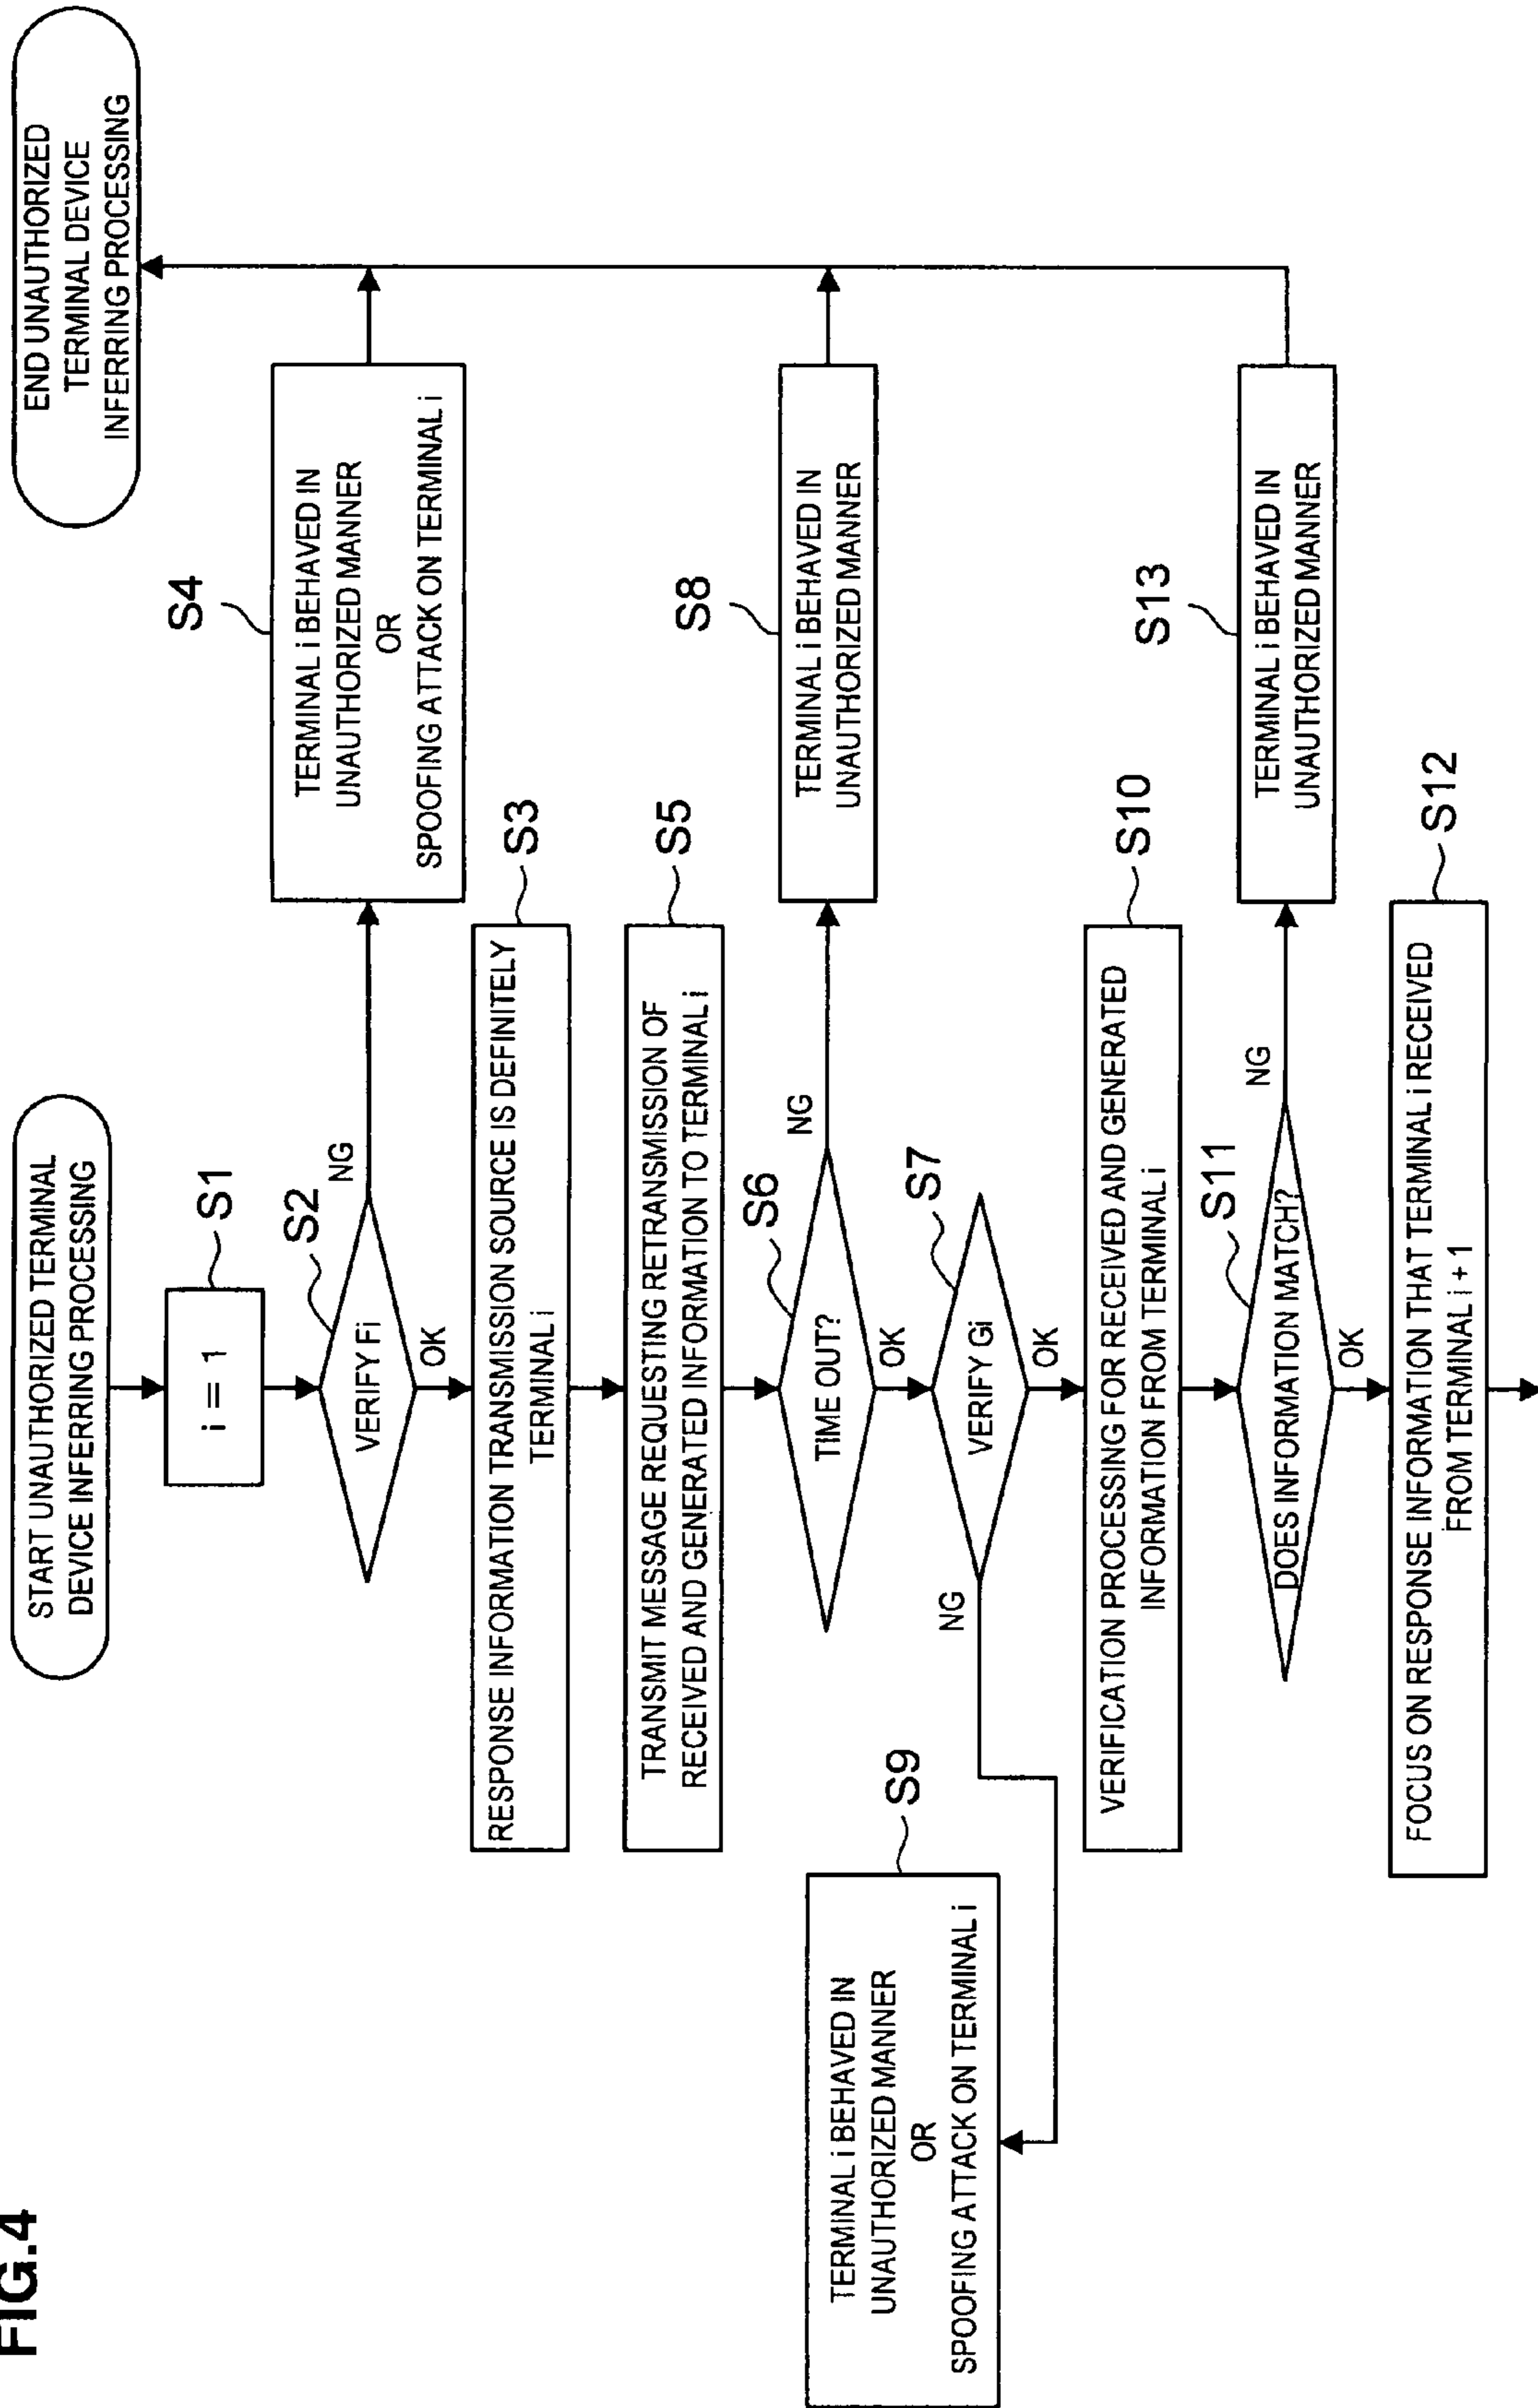 FIG.4
START UNAUTHORIZED TERMINAL
DEVICE INFERRING PROCESSING
END UNAUTHORIZED
TERMINAL DEVICE
INFERRING PROCESSING
S1
i = 1
S2
VERIFY Fi
NG
OK
S4
TERMINAL i BEHAVED IN
UNAUTHORIZED MANNER
OR
SPOOFING ATTACK ON TERMINAL i
S3
RESPONSE INFORMATION TRANSMISSION SOURCE IS DEFINITELY
TERMINAL i
S5
TRANSMIT MESSAGE REQUESTING RETRANSMISSION OF
RECEIVED AND GENERATED INFORMATION TO TERMINAL i
S6
TIME OUT?
NG
OK
S8
TERMINAL i BEHAVED IN
UNAUTHORIZED MANNER
S7
VERIFY Gi
NG
OK
S9
TERMINAL i BEHAVED IN
UNAUTHORIZED MANNER
OR
SPOOFING ATTACK ON TERMINAL i
S10
VERIFICATION PROCESSING FOR RECEIVED AND GENERATED
INFORMATION FROM TERMINAL i
S11
DOES INFORMATION MATCH?
NG
OK
S13
TERMINAL i BEHAVED IN
UNAUTHORIZED MANNER
S12
FOCUS ON RESPONSE INFORMATION THAT TERMINAL i RECEIVED
FROM TERMINAL i + 1